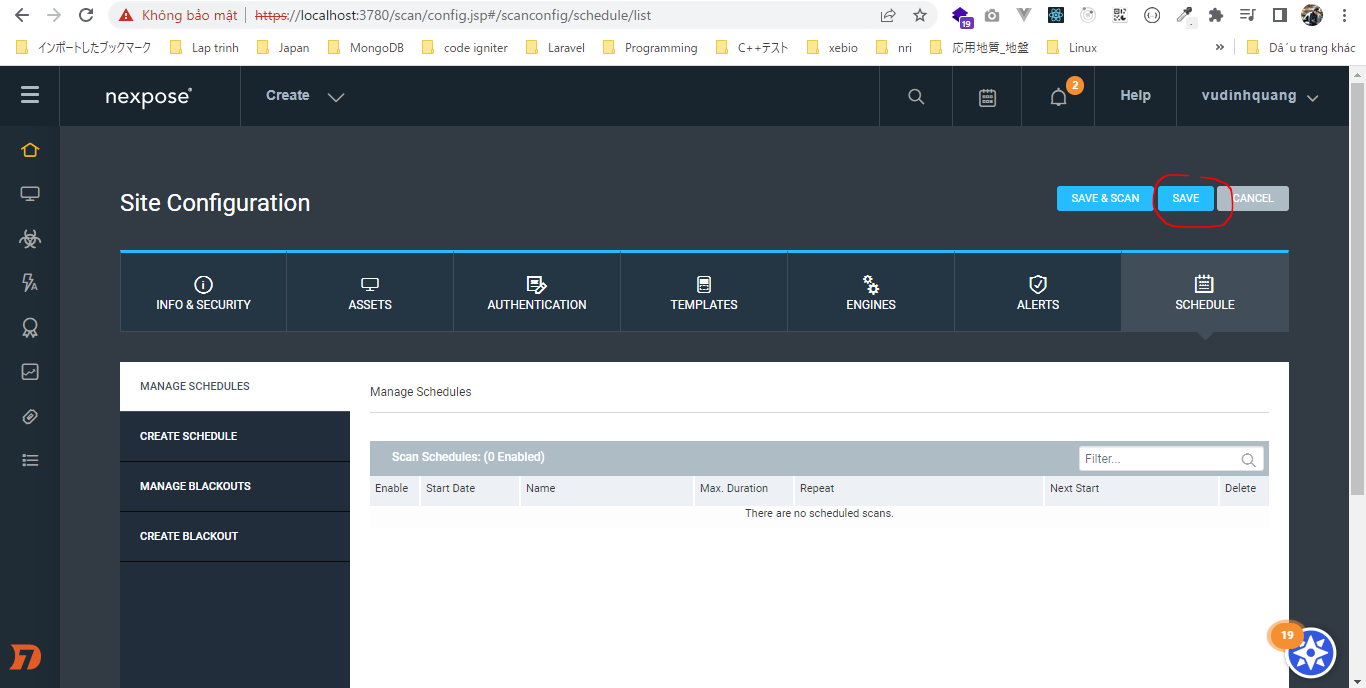 Không bảo mật
https://localhost:3780/scan/config.jsp#/scanconfig/schedule/list
19
インポートしたブックマーク Lap trinh Japan MongoDB code igniter Laravel Programming C++テスト xebio nri 応用地質_地盤 Linux » Dấu trang khác
nexpose® Create 2 Help vudinhquang
Site Configuration
SAVE & SCAN SAVE CANCEL
INFO & SECURITY ASSETS AUTHENTICATION TEMPLATES ENGINES ALERTS SCHEDULE
MANAGE SCHEDULES
CREATE SCHEDULE
MANAGE BLACKOUTS
CREATE BLACKOUT
Manage Schedules
Scan Schedules: (0 Enabled) Filter...
Enable Start Date Name Max. Duration Repeat Next Start Delete
There are no scheduled scans.
19